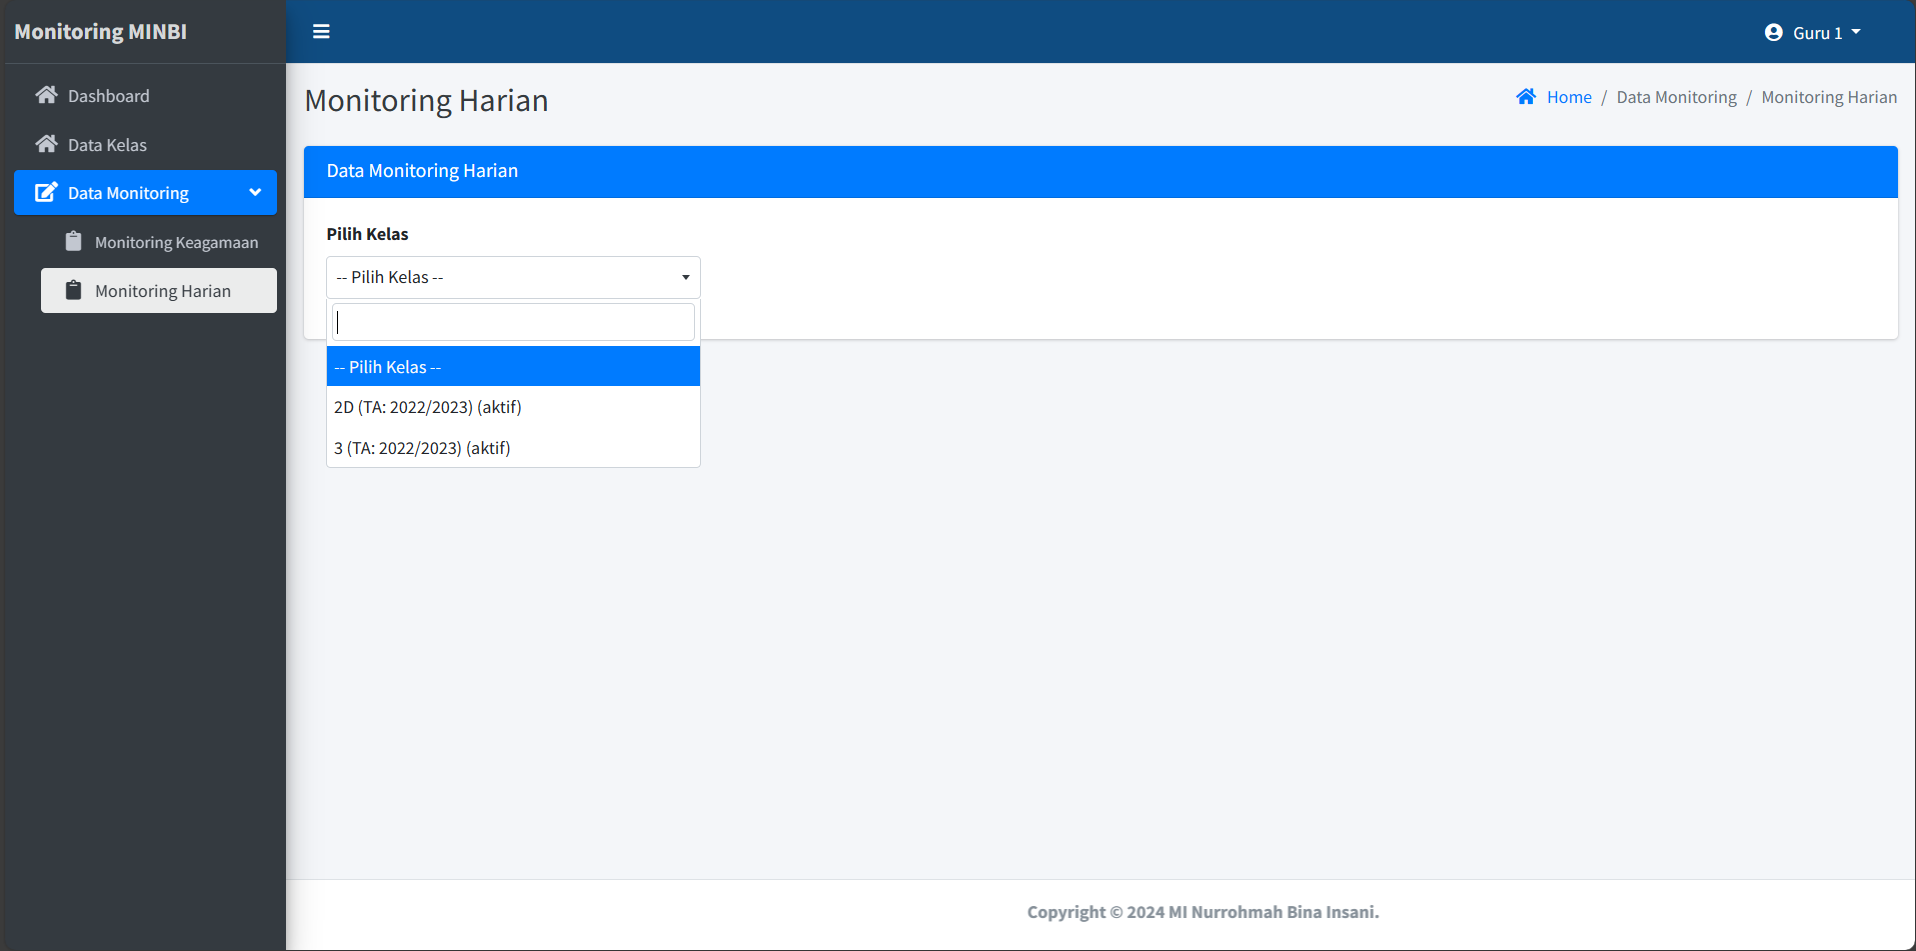 Monitoring MINBI
Guru 1
Dashboard
Data Kelas
Data Monitoring
Monitoring Keagamaan
Monitoring Harian
Monitoring Harian
Home / Data Monitoring / Monitoring Harian
Data Monitoring Harian
Pilih Kelas
-- Pilih Kelas --
-- Pilih Kelas --
2D (TA: 2022/2023) (aktif)
3 (TA: 2022/2023) (aktif)
Copyright © 2024 MI Nurrohmah Bina Insani.